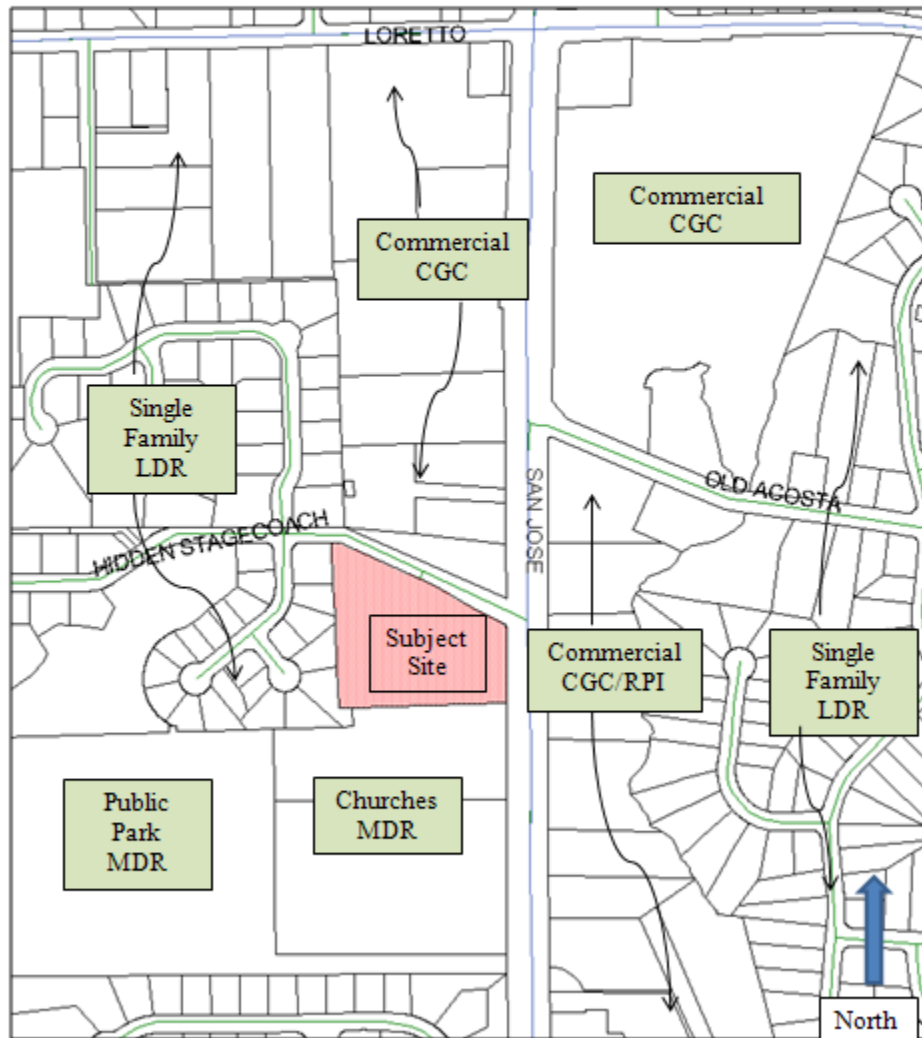 LORETTO
Commercial
CGC
Commercial
CGC
Single
Family
LDR
SAN JOSE
OLD ACOSTA
HIDDEN STAGECOACH
Subject
Site
Commercial
CGC/RPI
Single
Family
LDR
Public
Park
MDR
Churches
MDR
North